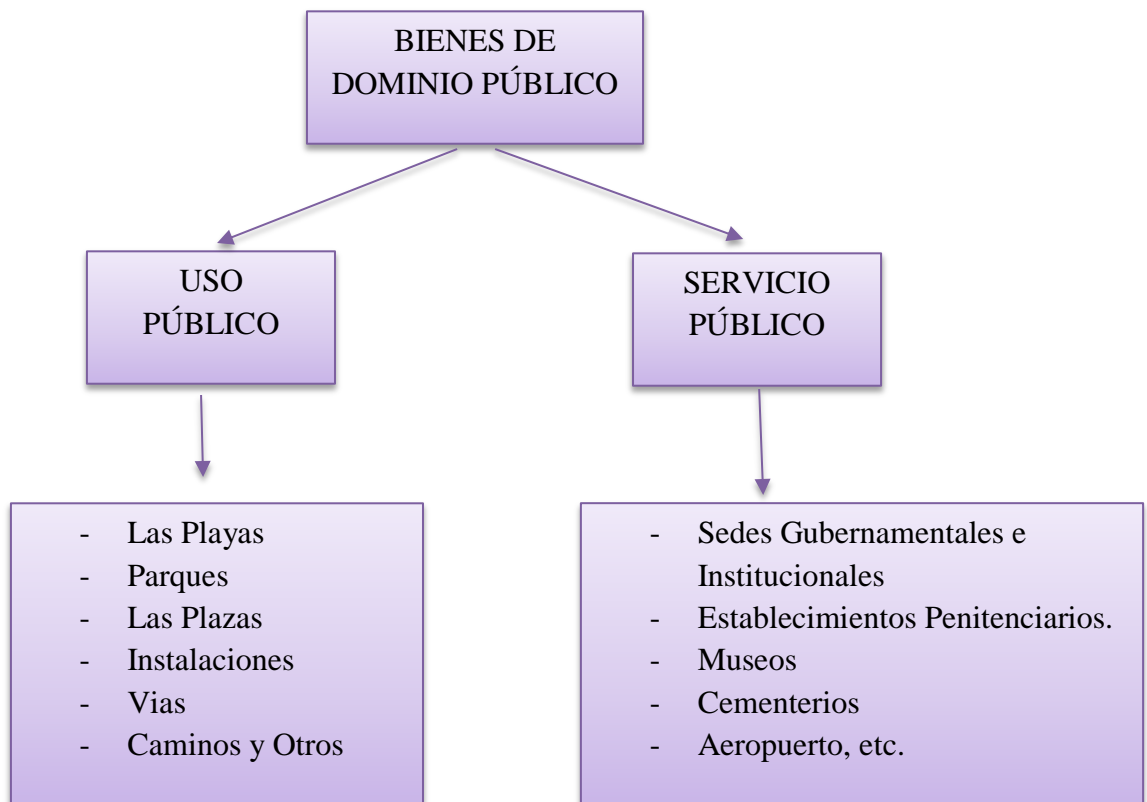 BIENES DE
DOMINIO PÚBLICO
USO
PÚBLICO
SERVICIO
PÚBLICO
- Las Playas
- Parques
- Las Plazas
- Instalaciones
- Vias
- Caminos y Otros
- Sedes Gubernamentales e
Institucionales
- Establecimientos Penitenciarios.
- Museos
- Cementerios
- Aeropuerto, etc.